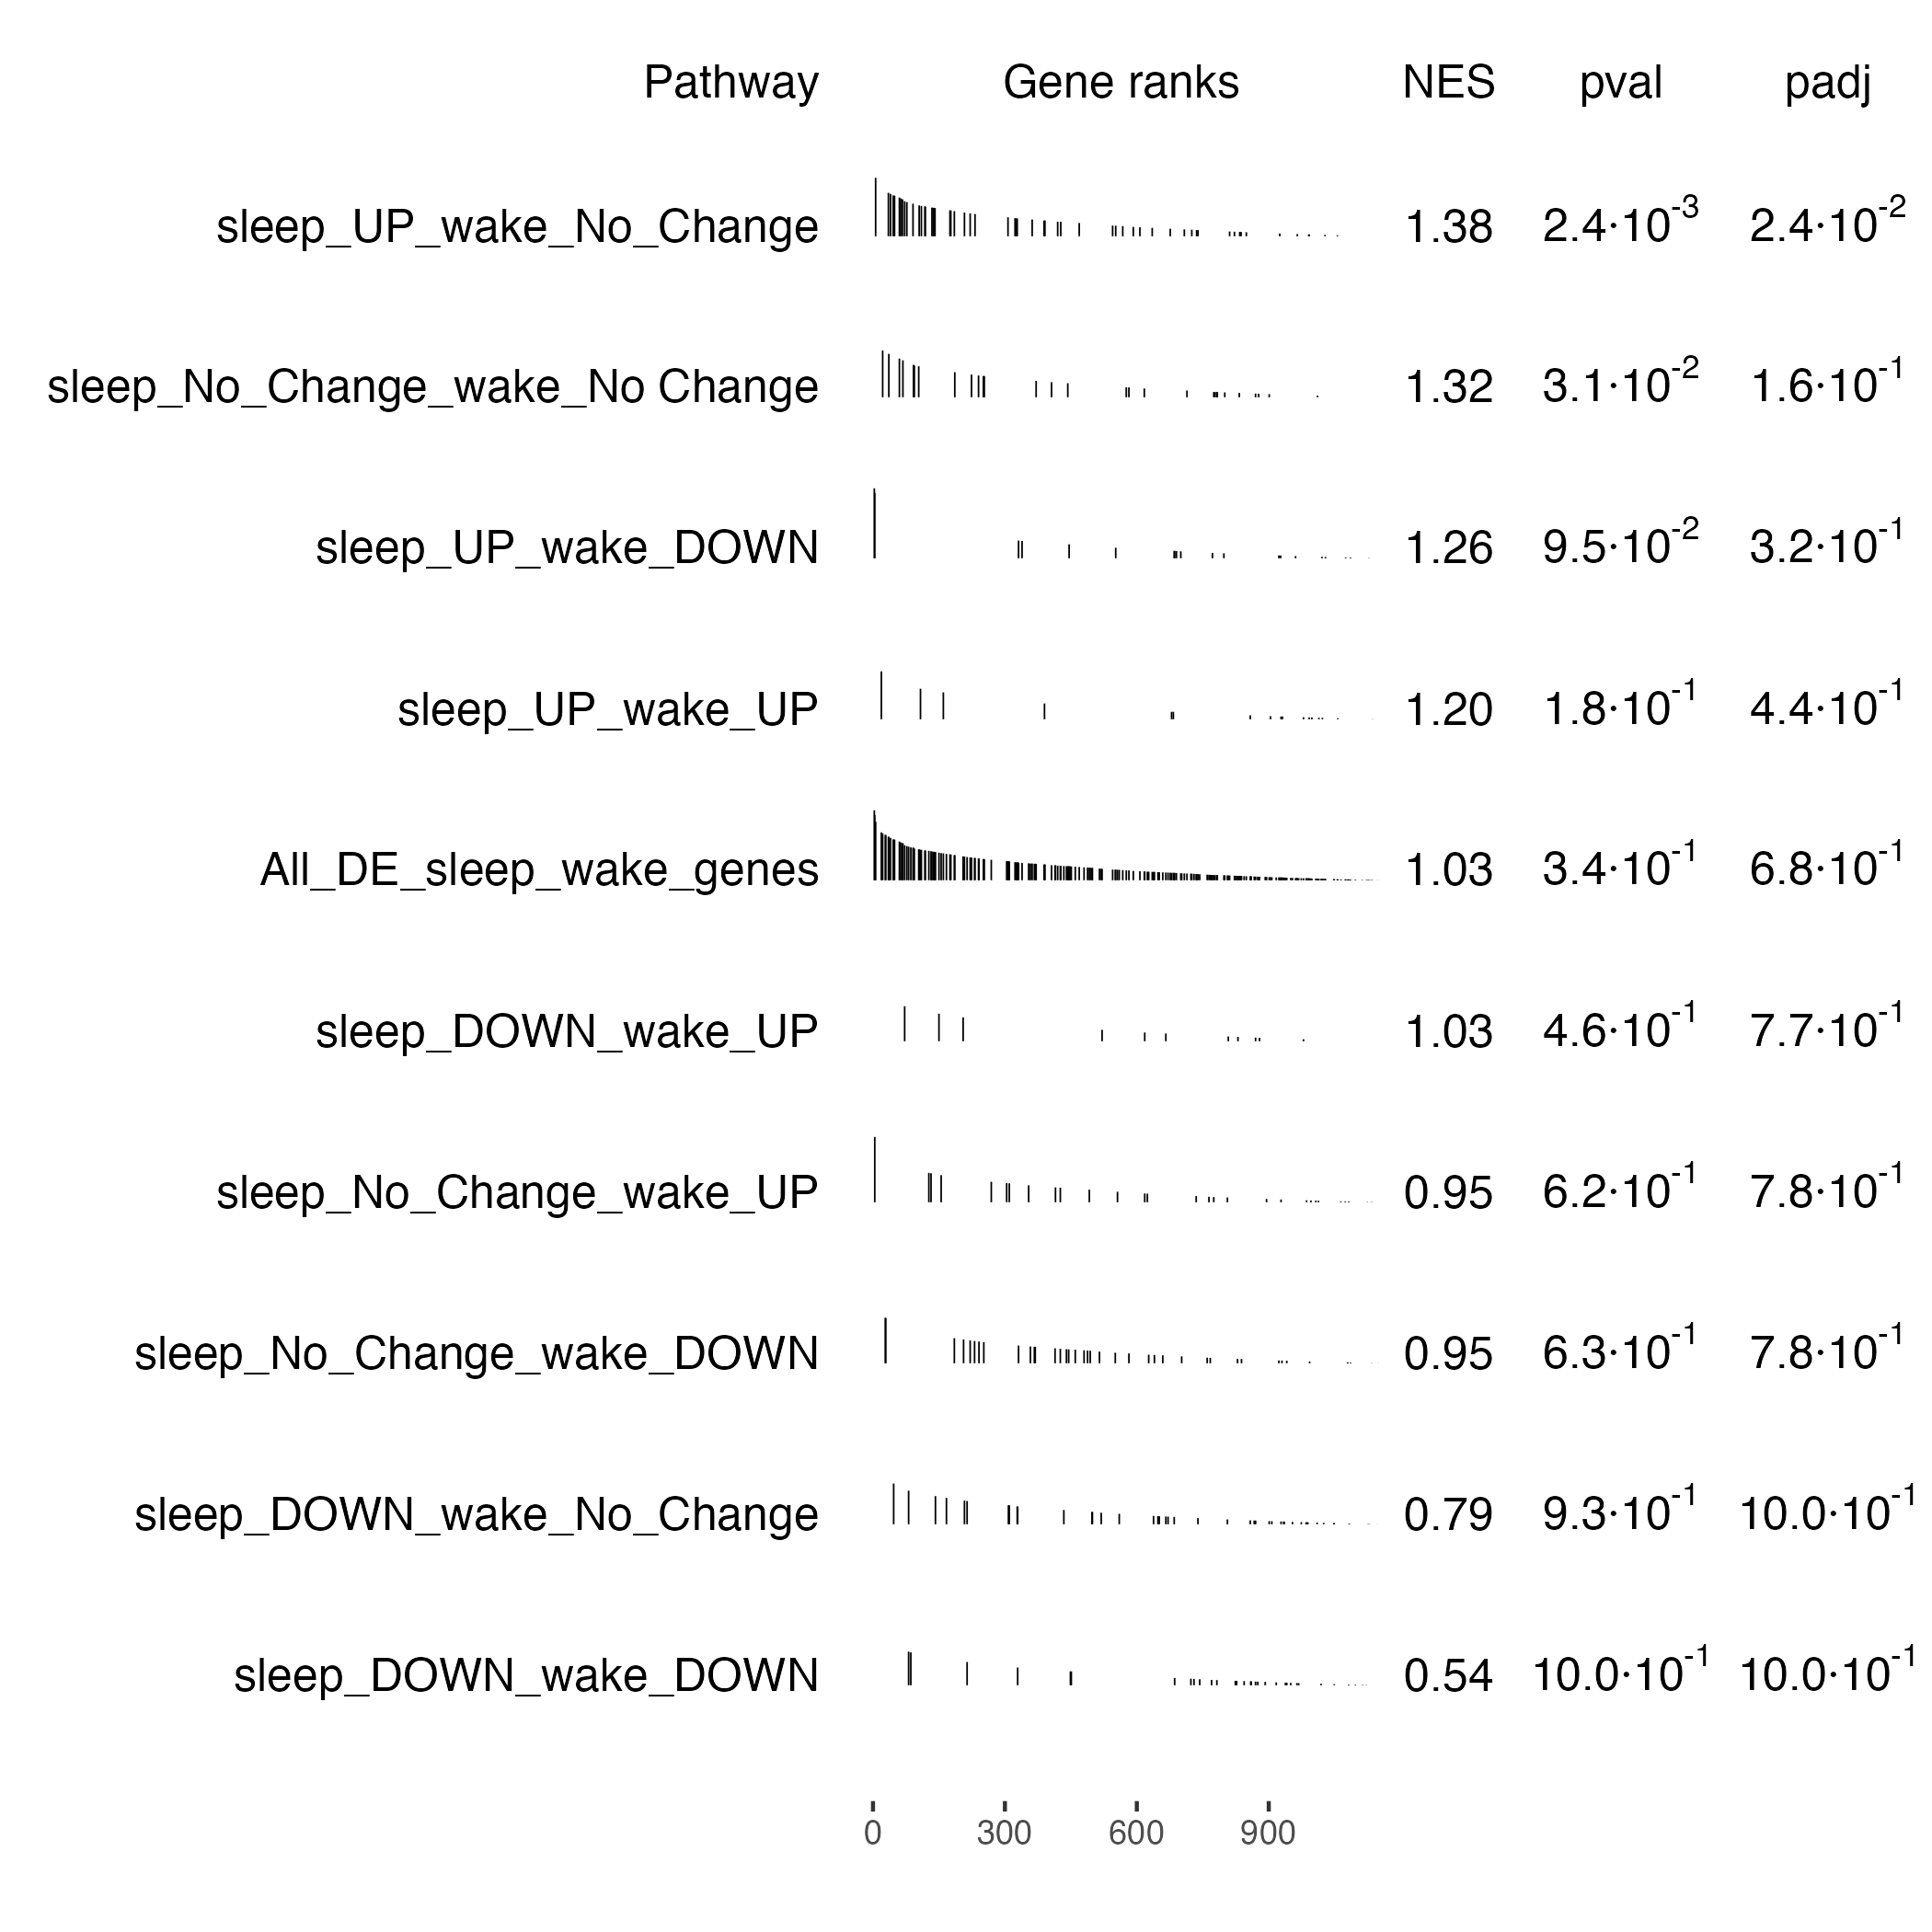 Pathway Gene ranks NES pval padj
sleep_UP_wake_No_Change 1.38 2.4·10⁻³ 2.4·10⁻²
sleep_No_Change_wake_No Change 1.32 3.1·10⁻² 1.6·10⁻¹
sleep_UP_wake_DOWN 1.26 9.5·10⁻² 3.2·10⁻¹
sleep_UP_wake_UP 1.20 1.8·10⁻¹ 4.4·10⁻¹
All_DE_sleep_wake_genes 1.03 3.4·10⁻¹ 6.8·10⁻¹
sleep_DOWN_wake_UP 1.03 4.6·10⁻¹ 7.7·10⁻¹
sleep_No_Change_wake_UP 0.95 6.2·10⁻¹ 7.8·10⁻¹
sleep_No_Change_wake_DOWN 0.95 6.3·10⁻¹ 7.8·10⁻¹
sleep_DOWN_wake_No_Change 0.79 9.3·10⁻¹ 10.0·10⁻¹
sleep_DOWN_wake_DOWN 0.54 10.0·10⁻¹ 10.0·10⁻¹
0 300 600 900